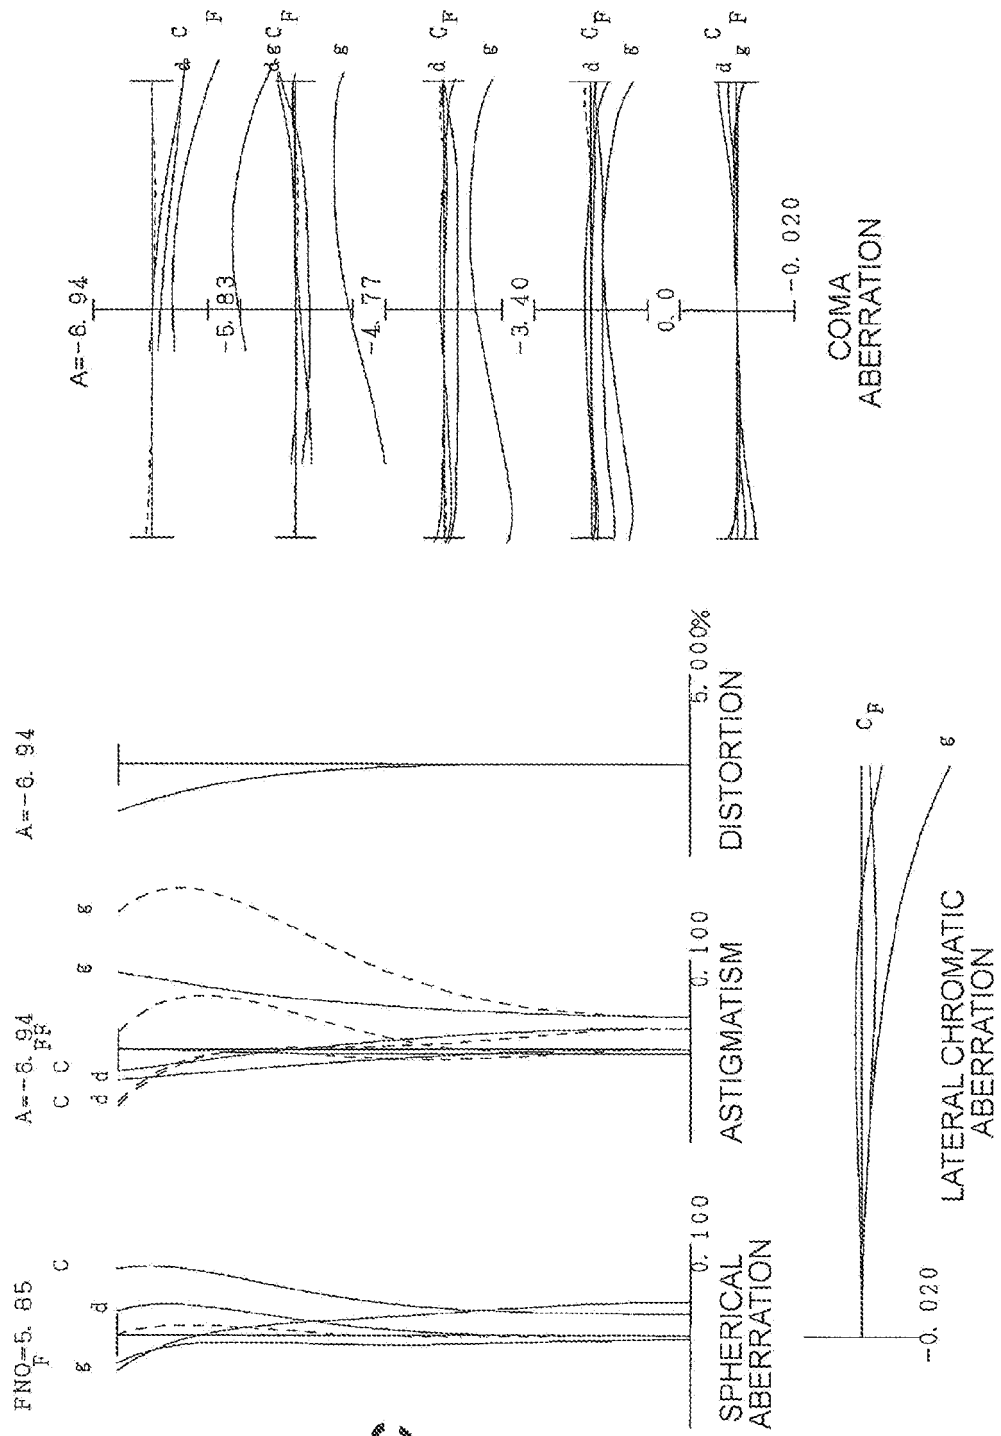 FNO=5.85
F
g
d
C
0.100
SPHERICAL
ABERRATION
A=-6.94
FF
C C
d d
g g
0.100
ASTIGMATISM
A=-6.94
5.000%
DISTORTION
A=-6.94
d C F
-5.83
d g C F
g
-4.77
d C F
g
-3.40
d C F
g
0.0
d g C F
-0.020
COMA
ABERRATION
C F
g
-0.020
LATERAL CHROMATIC
ABERRATION